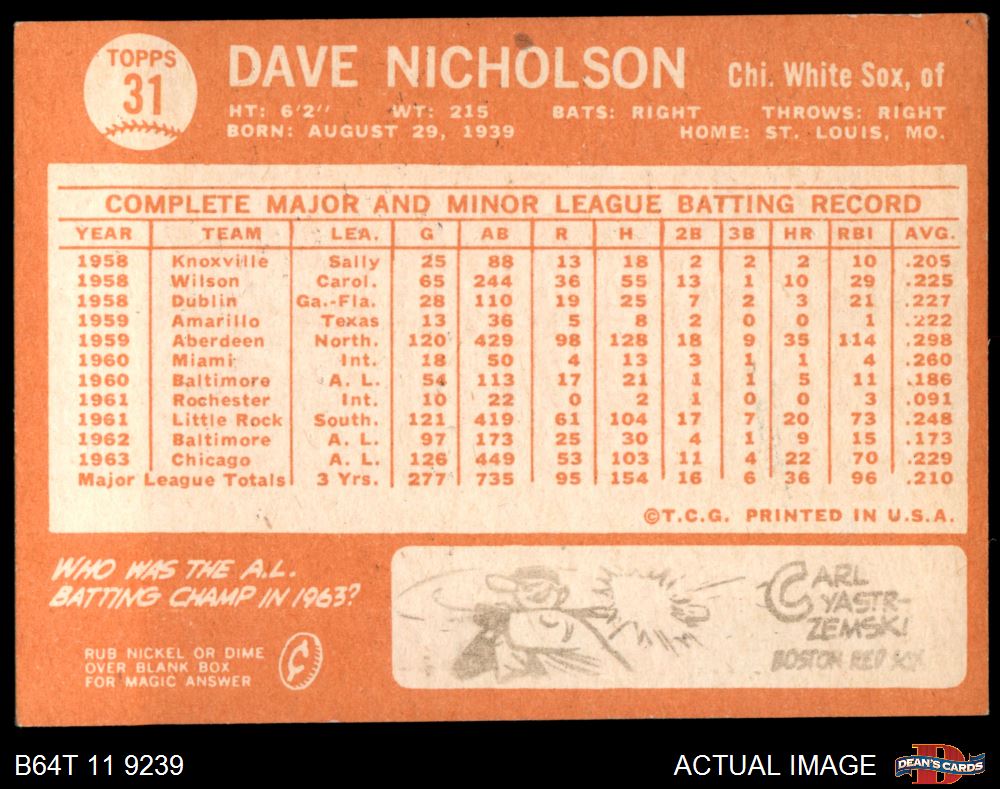 TOPPS
31
DAVE NICHOLSON Chi. White Sox, of
HT: 6'2" WT: 215 BATS: RIGHT THROWS: RIGHT
BORN: AUGUST 29, 1939 HOME: ST. LOUIS, MO.
COMPLETE MAJOR AND MINOR LEAGUE BATTING RECORD
YEAR TEAM LEA. G AB R H 2B 3B HR RBI AVG.
1958 Knoxville Sally 25 88 13 18 2 2 2 10 .205
1958 Wilson Carol. 65 244 36 55 13 1 10 29 .225
1958 Dublin Ga.-Fla. 28 110 19 25 7 2 3 21 .227
1959 Amarillo Texas 13 36 5 8 2 0 0 1 .222
1959 Aberdeen North. 120 429 98 128 18 9 35 114 .298
1960 Miami Int. 18 50 4 13 3 1 1 4 .260
1960 Baltimore A. L. 54 113 17 21 1 1 5 11 .186
1961 Rochester Int. 10 22 0 2 1 0 0 3 .091
1961 Little Rock South. 121 419 61 104 17 7 20 73 .248
1962 Baltimore A. L. 97 173 25 30 4 1 9 15 .173
1963 Chicago A. L. 126 449 53 103 11 4 22 70 .229
Major League Totals 3 Yrs. 277 735 95 154 16 6 36 96 .210
©T.C.G. PRINTED IN U.S.A.
WHO WAS THE A.L.
BATTING CHAMP IN 1963?
RUB NICKEL OR DIME
OVER BLANK BOX
FOR MAGIC ANSWER
CARL
YASTR-
ZEMSKI
BOSTON RED SOX
B64T 11 9239
ACTUAL IMAGE
D
DEAN'S CARDS